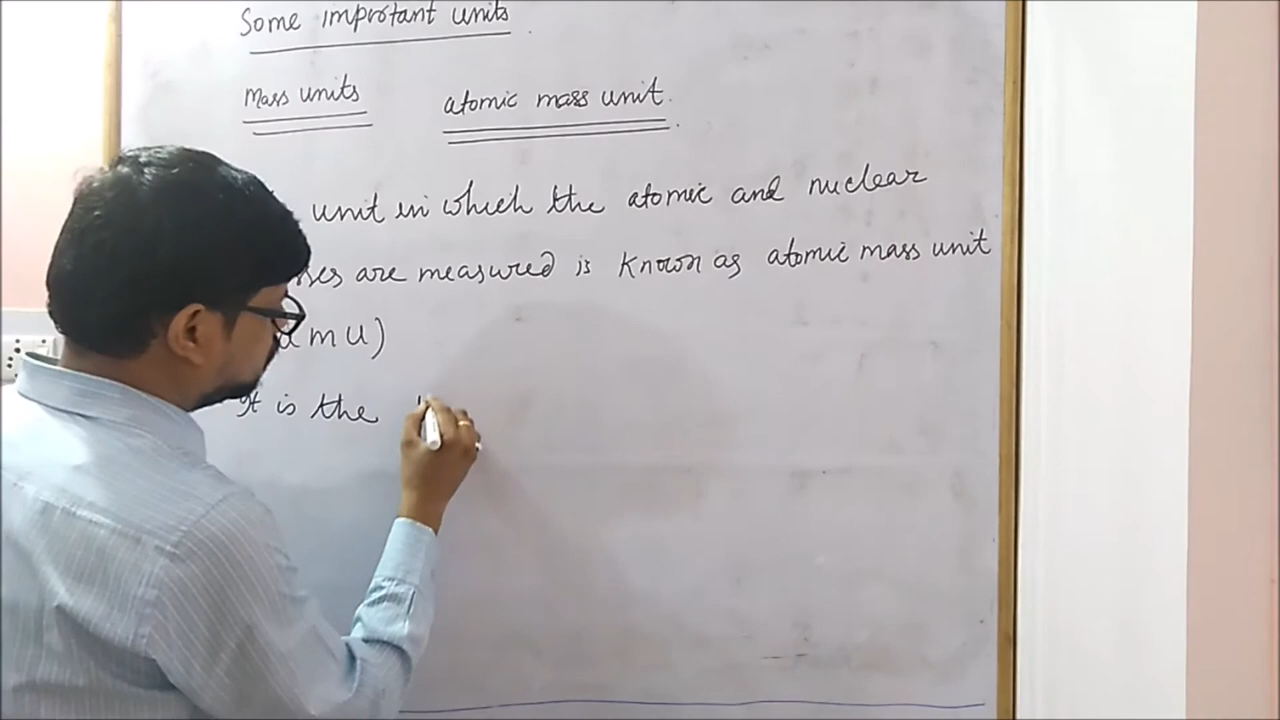 Some important units
Mass units atomic mass unit.
unit in which the atomic and nuclear
are measured is known as atomic mass unit
amu)
It is the